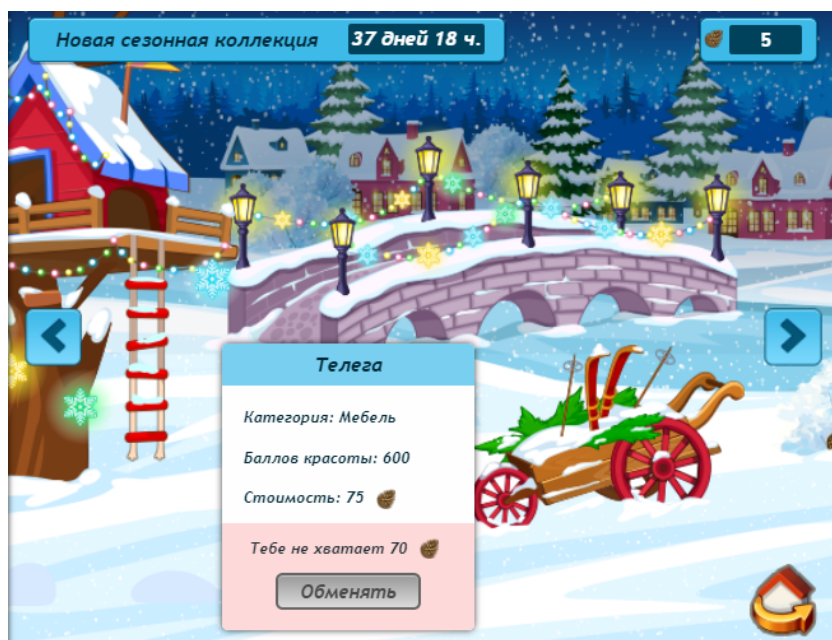 Новая сезонная коллекция 37 дней 18 ч.
5
Телега
Категория: Мебель
Баллов красоты: 600
Стоимость: 75
Тебе не хватает 70
Обменять